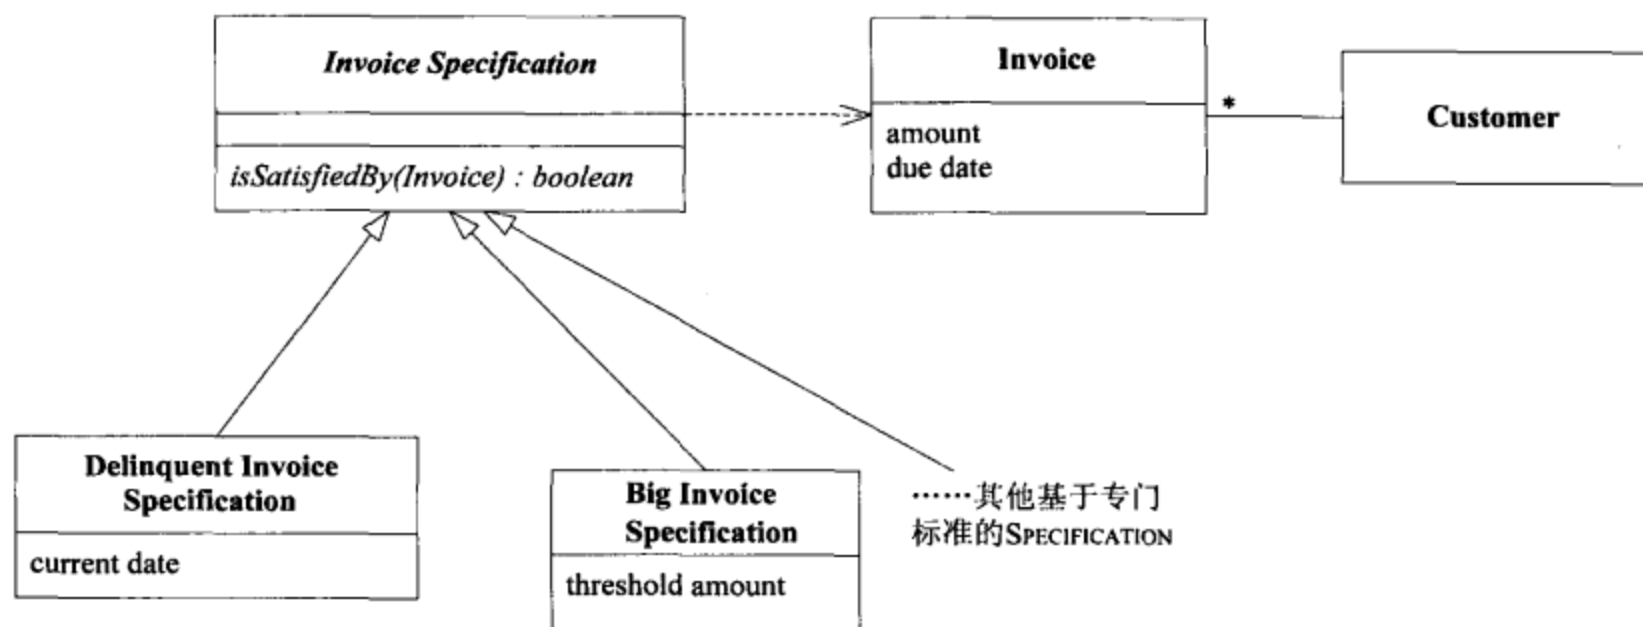 Invoice Specification
isSatisfiedBy(Invoice) : boolean
Invoice
amount
due date
*
Customer
Delinquent Invoice
Specification
current date
Big Invoice
Specification
threshold amount
……其他基于专门
标准的SPECIFICATION